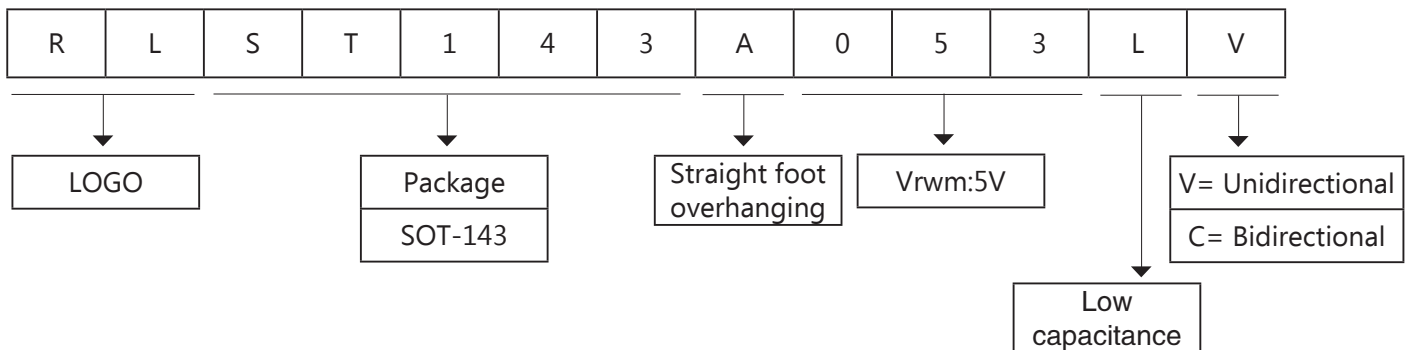 R L S T 1 4 3 A 0 5 3 L V
LOGO
Package
SOT-143
Straight foot
overhanging
Vrwm:5V
V= Unidirectional
C= Bidirectional
Low
capacitance